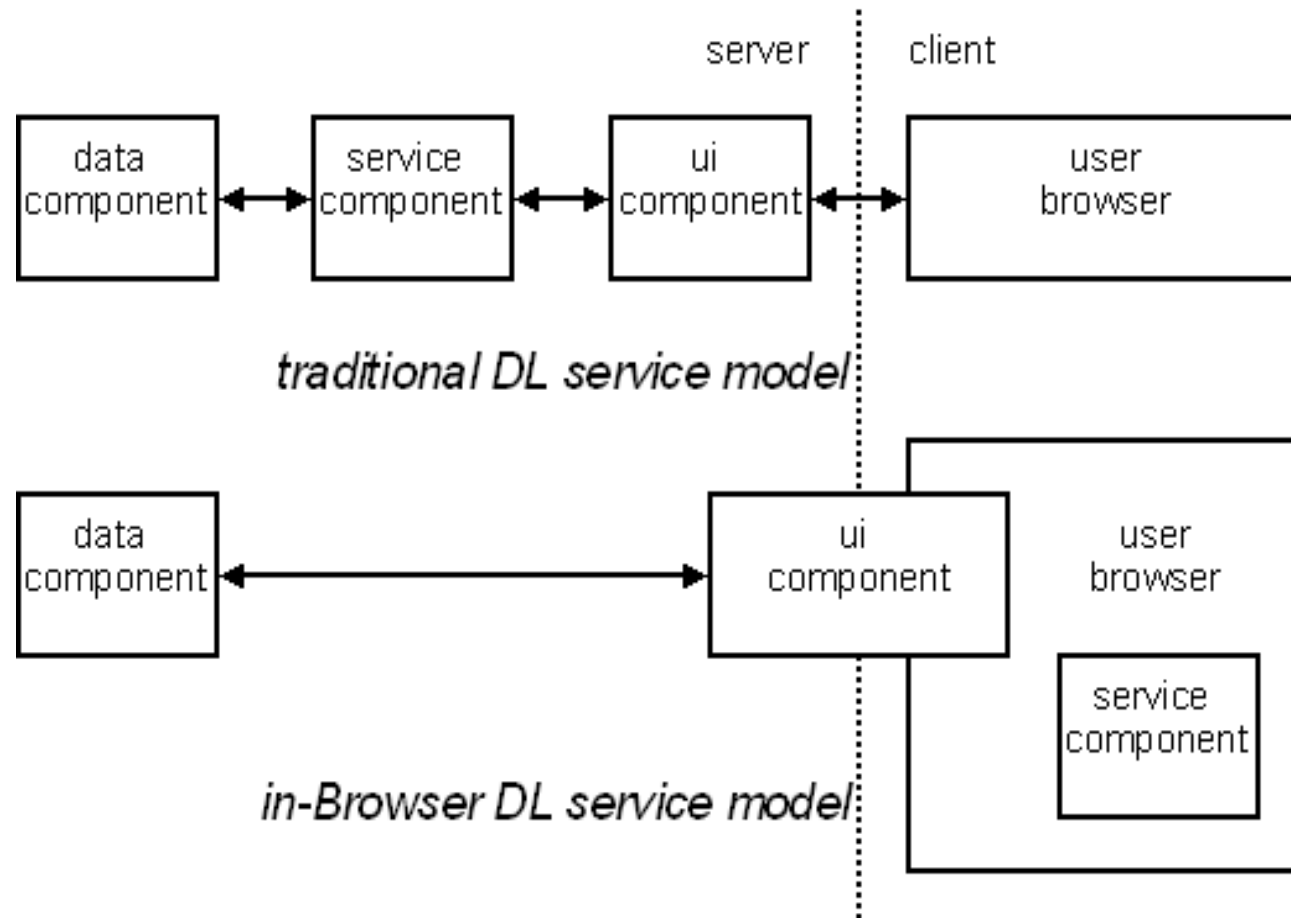 server
client
data
component
service
component
ui
component
user
browser
traditional DL service model
data
component
ui
component
user
browser
service
component
in-Browser DL service model